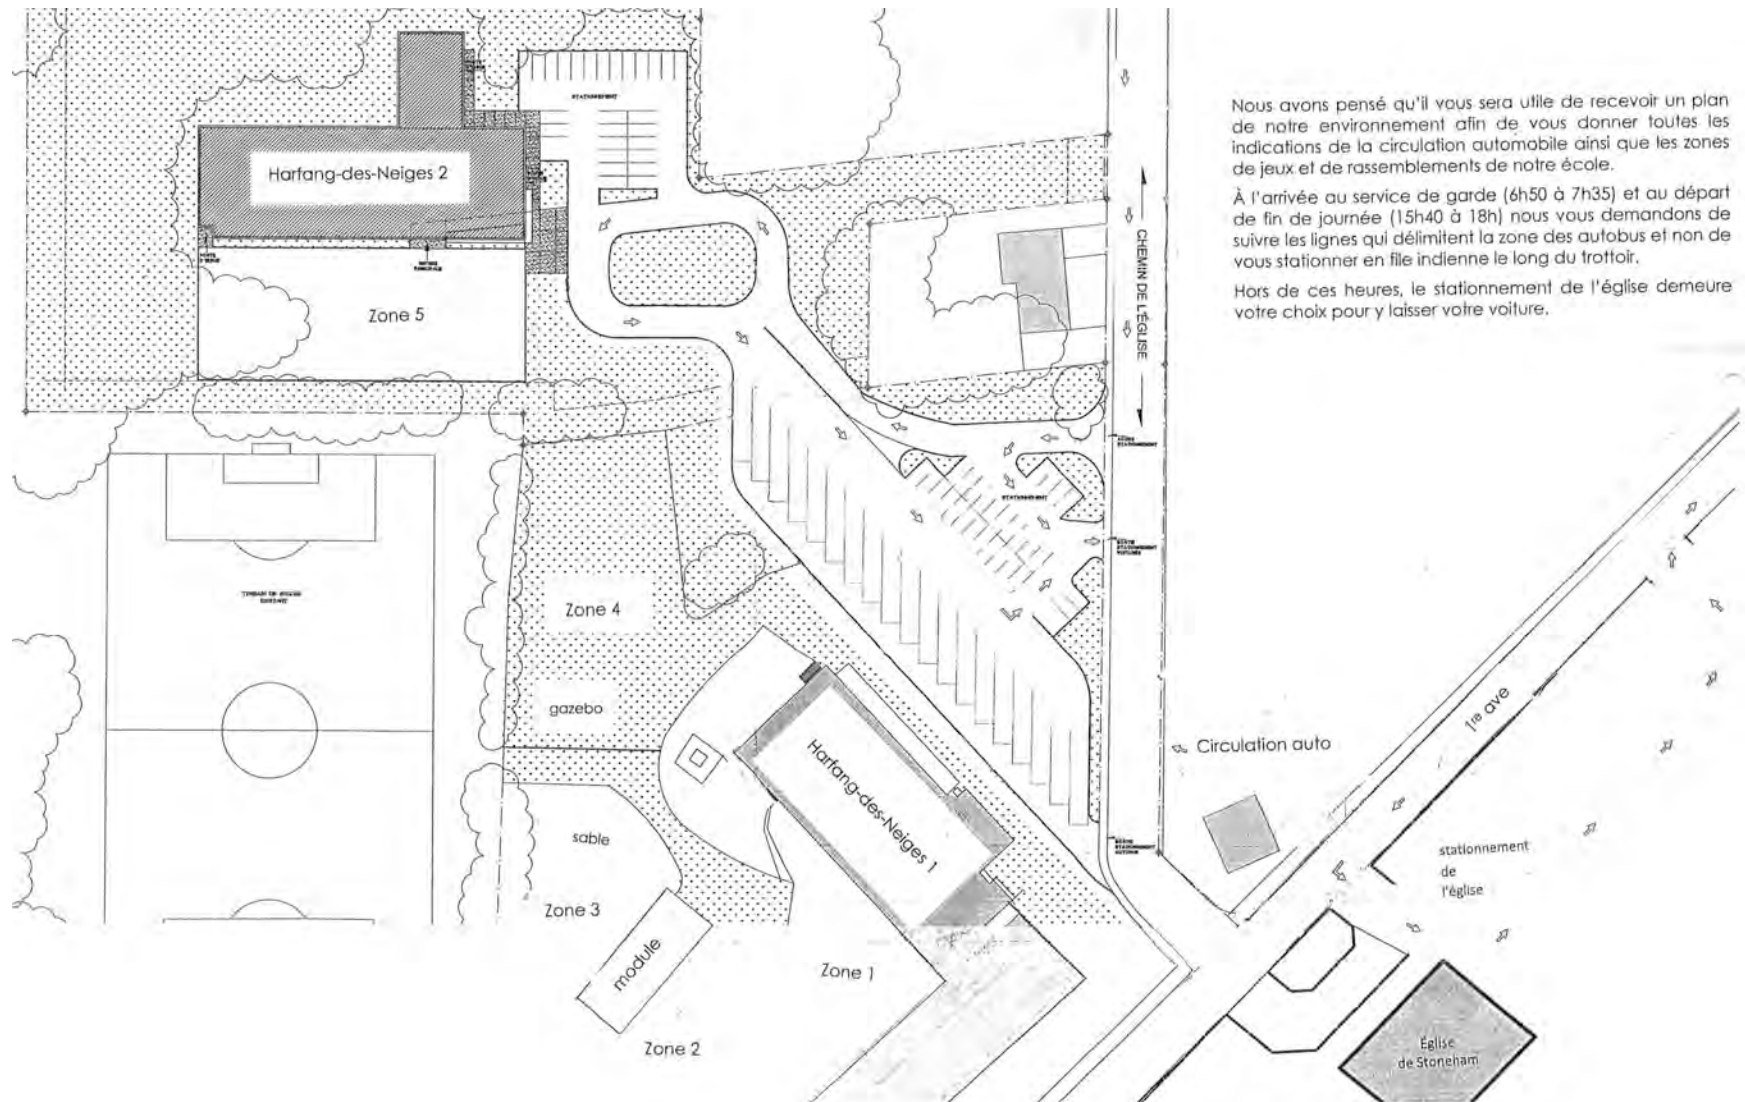 Nous avons pensé qu'il vous sera utile de recevoir un plan
de notre environnement afin de vous donner toutes les
indications de la circulation automobile ainsi que les zones
de jeux et de rassemblements de notre école.
À l'arrivée au service de garde (6h50 à 7h35) et au départ
de fin de journée (15h40 à 18h) nous vous demandons de
suivre les lignes qui délimitent la zone des autobus et non de
vous stationner en file indienne le long du trottoir.
Hors de ces heures, le stationnement de l'église demeure
votre choix pour y laisser votre voiture.
STATIONNEMENT
Harfang-des-Neiges 2
Zone 5
CHEMIN DE L'ÉGLISE
STATIONNEMENT
Zone 4
gazebo
Harfang-des-Neiges 1
sable
Zone 3
module
Zone 1
Zone 2
Circulation auto
1re ave
stationnement
de
l'église
Église
de Stoneham